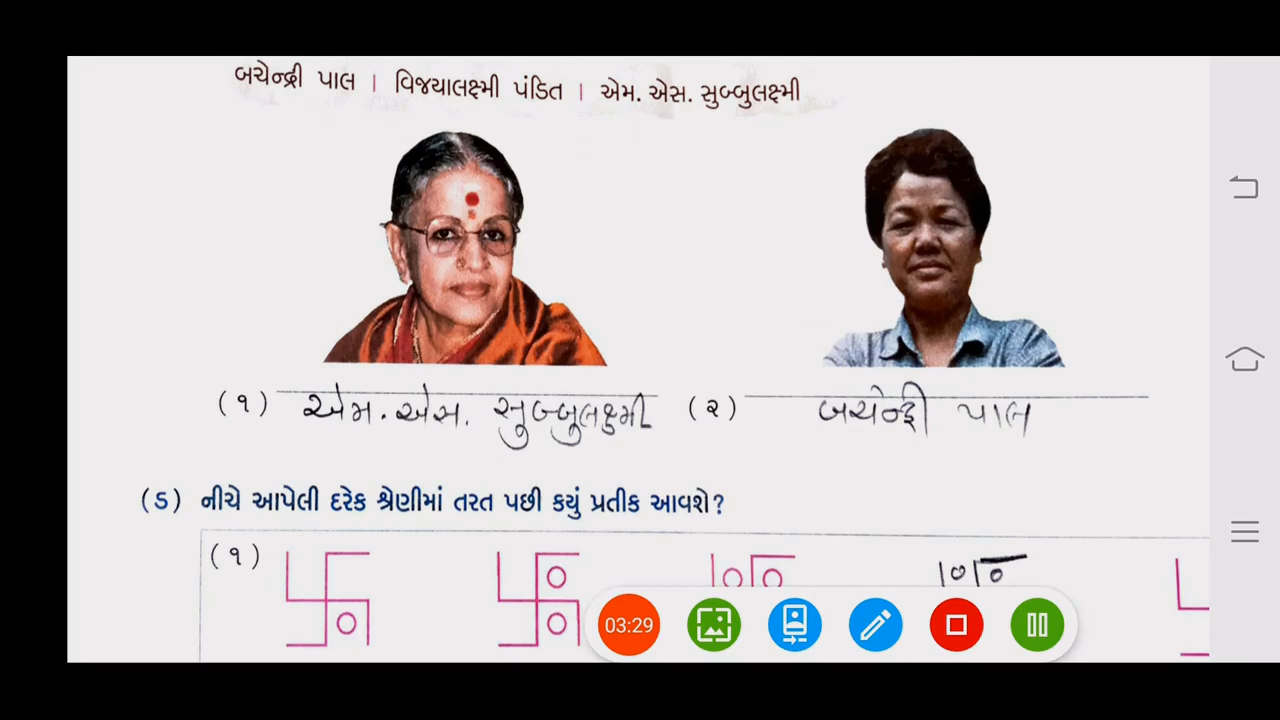 બચેન્દ્રી પાલ | વિજયાલક્ષ્મી પંડિત | એમ. એસ. સુબ્બુલક્ષ્મી
(૧) એમ.એસ. સુબ્બુલક્ષ્મી (૨) બચેન્દ્રી પાલ
(ડ) નીચે આપેલી દરેક શ્રેણીમાં તરત પછી કયું પ્રતીક આવશે?
(૧)
03:29